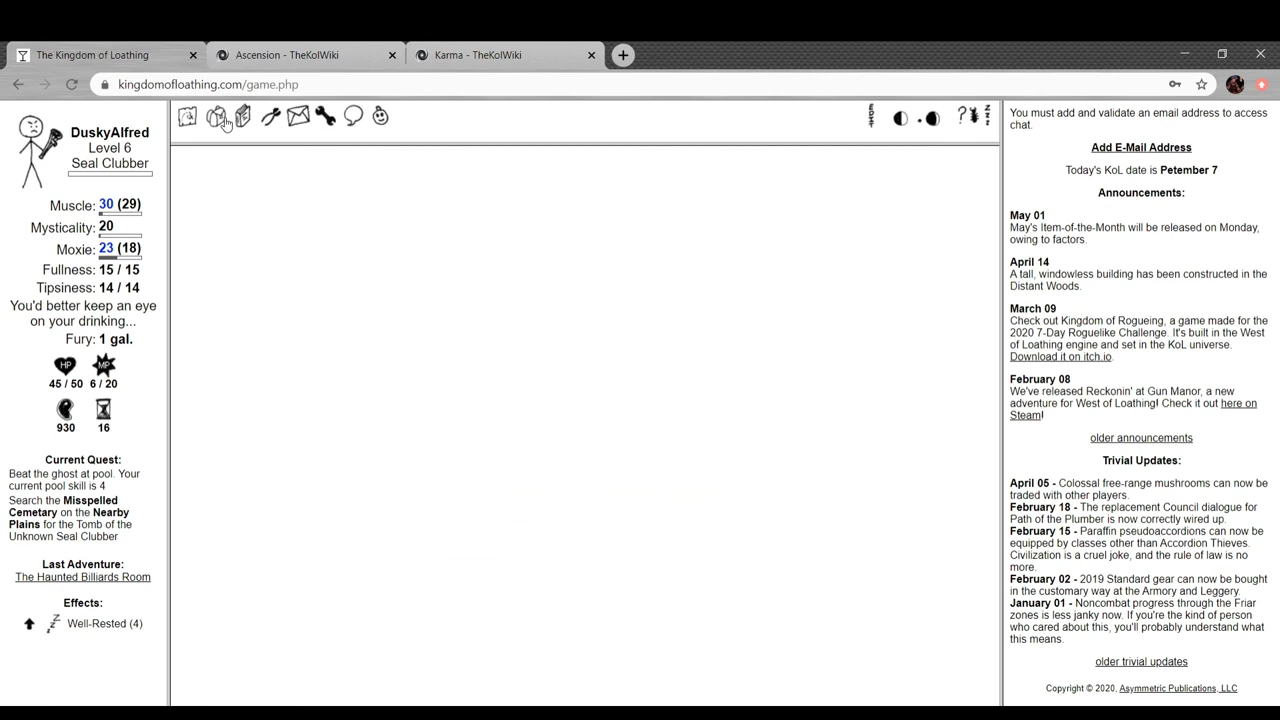 The Kingdom of Loathing
Ascension - TheKolWiki
Karma - TheKolWiki
kingdomofloathing.com/game.php
DuskyAlfred
Level 6
Seal Clubber
Muscle: 30 (29)
Mysticality: 20
Moxie: 23 (18)
Fullness: 15 / 15
Tipsiness: 14 / 14
You'd better keep an eye
on your drinking...
Fury: 1 gal.
HP MP
45 / 50 6 / 20
930 16
Current Quest:
Beat the ghost at pool. Your
current pool skill is 4
Search the Misspelled
Cemetary on the Nearby
Plains for the Tomb of the
Unknown Seal Clubber
Last Adventure:
The Haunted Billiards Room
Effects:
Well-Rested (4)
EDIT
You must add and validate an email address to access
chat.
Add E-Mail Address
Today's KoL date is Petember 7
Announcements:
May 01
May's Item-of-the-Month will be released on Monday,
owing to factors.
April 14
A tall, windowless building has been constructed in the
Distant Woods.
March 09
Check out Kingdom of Rogueing, a game made for the
2020 7-Day Roguelike Challenge. It's built in the West
of Loathing engine and set in the KoL universe.
Download it on itch.io.
February 08
We've released Reckonin' at Gun Manor, a new
adventure for West of Loathing! Check it out here on
Steam!
older announcements
Trivial Updates:
April 05 - Colossal free-range mushrooms can now be
traded with other players.
February 18 - The replacement Council dialogue for
Path of the Plumber is now correctly wired up.
February 15 - Paraffin pseudoaccordions can now be
equipped by classes other than Accordion Thieves.
Civilization is a cruel joke, and the rule of law is no
more.
February 02 - 2019 Standard gear can now be bought
in the customary way at the Armory and Leggery.
January 01 - Noncombat progress through the Friar
zones is less janky now. If you're the kind of person
who cared about this, you'll probably understand what
this means.
older trivial updates
Copyright © 2020, Asymmetric Publications, LLC